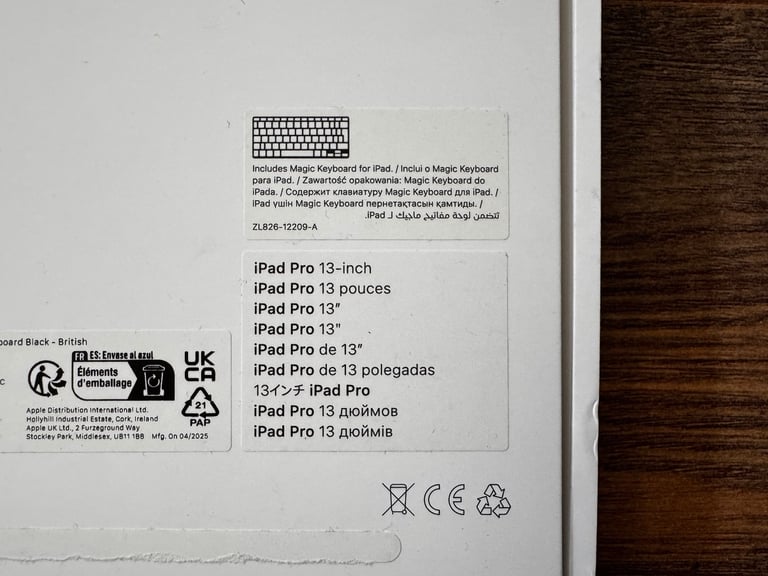 Includes Magic Keyboard for iPad. / Inclui o Magic Keyboard
para iPad. / Zawartość opakowania: Magic Keyboard do
iPada. / Содержит клавиатуру Magic Keyboard для iPad. /
iPad үшін Magic Keyboard пернетақтасын қамтиды. /
تتضمن لوحة مفاتيح ماجيك لـ iPad.
ZL826-12209-A
iPad Pro 13-inch
iPad Pro 13 pouces
iPad Pro 13″
iPad Pro 13"
iPad Pro de 13″
iPad Pro de 13 polegadas
13インチ iPad Pro
iPad Pro 13 дюймов
iPad Pro 13 дюймів
Black - British
FR ES: Envase al azul
Éléments
d'emballage
UK
CA
21
PAP
Apple Distribution International Ltd.
Hollyhill Industrial Estate, Cork, Ireland
Apple UK Ltd., 2 Furzeground Way
Stockley Park, Middlesex, UB11 1BB Mfg. On 04/2025
CE